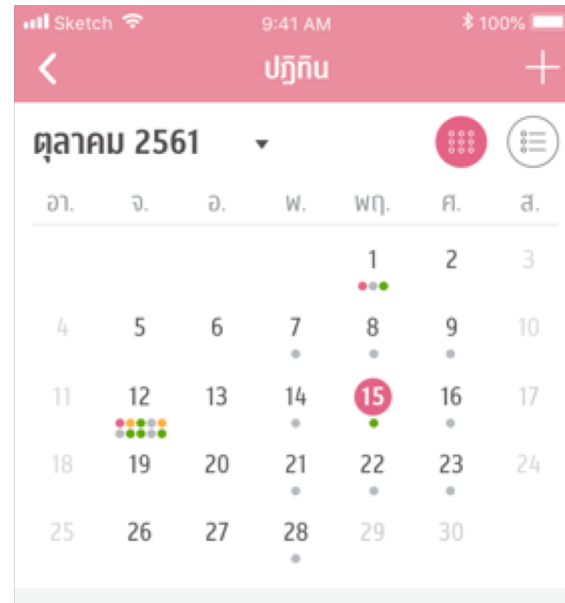 Sketch 9:41 AM 100%
ปฏิทิน
ตุลาคม 2561
อา. จ. อ. พ. พฤ. ศ. ส.
1 2 3
4 5 6 7 8 9 10
11 12 13 14 15 16 17
18 19 20 21 22 23 24
25 26 27 28 29 30